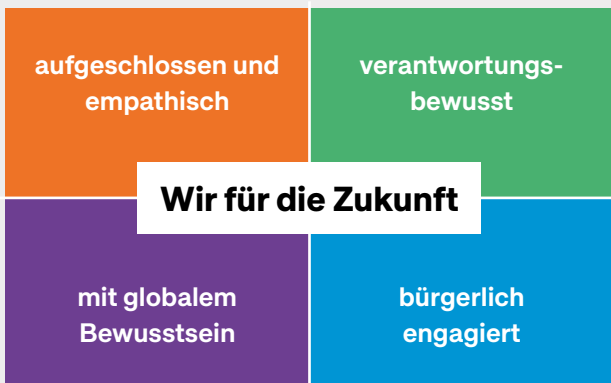 aufgeschlossen und
empathisch
verantwortungs-
bewusst
Wir für die Zukunft
mit globalem
Bewusstsein
bürgerlich
engagiert